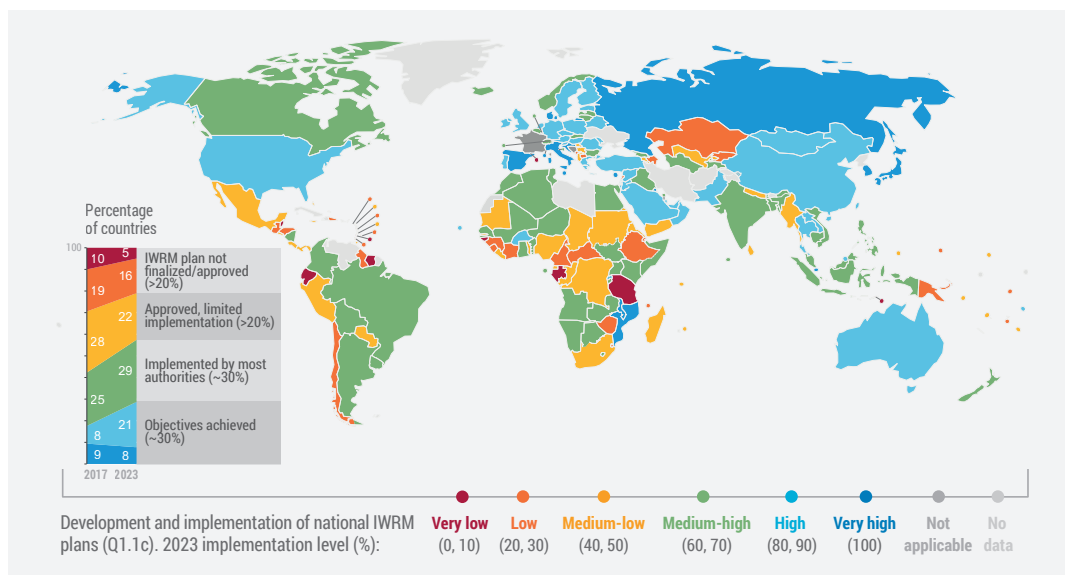 Percentage
of countries
100
10
5
IWRM plan not
finalized/approved
(>20%)
16
19
Approved, limited
implementation (>20%)
22
28
Implemented by most
authorities (~30%)
29
25
Objectives achieved
(~30%)
21
8
9
8
2017 2023
Development and implementation of national IWRM
plans (Q1.1c). 2023 implementation level (%):
Very low
(0, 10)
Low
(20, 30)
Medium-low
(40, 50)
Medium-high
(60, 70)
High
(80, 90)
Very high
(100)
Not
applicable
No
data